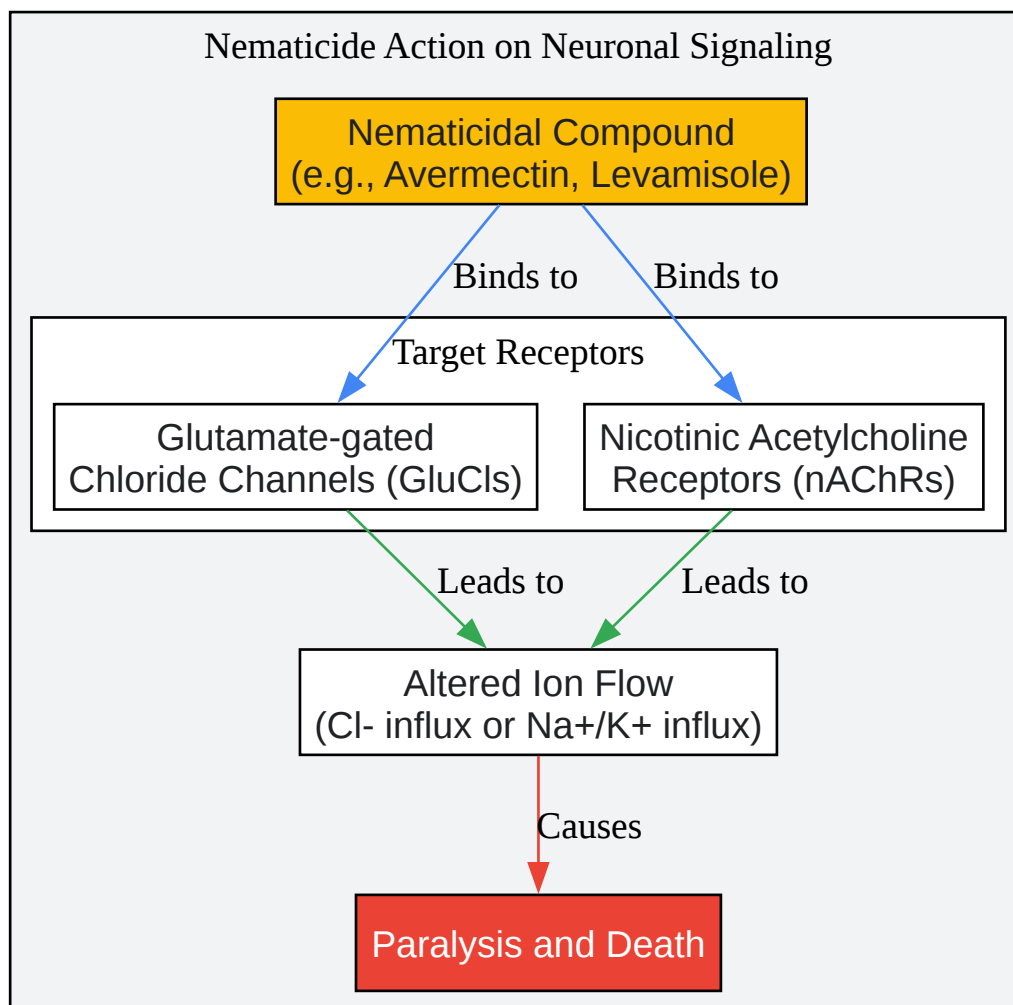 Nematicide Action on Neuronal Signaling
Nematicidal Compound
(e.g., Avermectin, Levamisole)
Binds to
Binds to
Target Receptors
Glutamate-gated
Chloride Channels (GluCls)
Nicotinic Acetylcholine
Receptors (nAChRs)
Leads to
Leads to
Altered Ion Flow
(Cl- influx or Na+/K+ influx)
Causes
Paralysis and Death